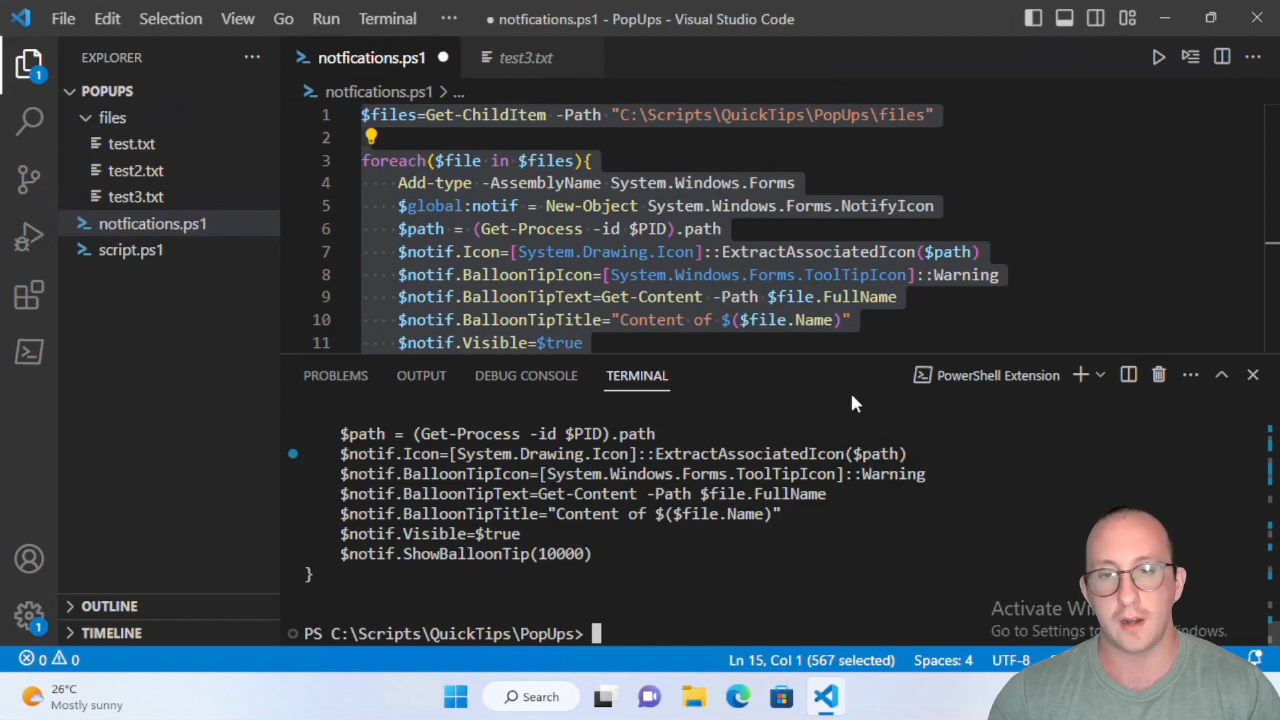 File Edit Selection View Go Run Terminal ··· ● notfications.ps1 - PopUps - Visual Studio Code
EXPLORER ···
notfications.ps1 ●
test3.txt
1
POPUPS
files
test.txt
test2.txt
test3.txt
notfications.ps1
script.ps1
OUTLINE
TIMELINE
1
notfications.ps1 > ...
1 $files=Get-ChildItem -Path "C:\Scripts\QuickTips\PopUps\files"
2
3 foreach($file in $files){
4 Add-type -AssemblyName System.Windows.Forms
5 $global:notif = New-Object System.Windows.Forms.NotifyIcon
6 $path = (Get-Process -id $PID).path
7 $notif.Icon=[System.Drawing.Icon]::ExtractAssociatedIcon($path)
8 $notif.BalloonTipIcon=[System.Windows.Forms.ToolTipIcon]::Warning
9 $notif.BalloonTipText=Get-Content -Path $file.FullName
10 $notif.BalloonTipTitle="Content of $($file.Name)"
11 $notif.Visible=$true
PROBLEMS OUTPUT DEBUG CONSOLE TERMINAL PowerShell Extension
$path = (Get-Process -id $PID).path
$notif.Icon=[System.Drawing.Icon]::ExtractAssociatedIcon($path)
$notif.BalloonTipIcon=[System.Windows.Forms.ToolTipIcon]::Warning
$notif.BalloonTipText=Get-Content -Path $file.FullName
$notif.BalloonTipTitle="Content of $($file.Name)"
$notif.Visible=$true
$notif.ShowBalloonTip(10000)
}
PS C:\Scripts\QuickTips\PopUps>
Activate
Go to Settings to
ndows.
0 0 Ln 15, Col 1 (567 selected) Spaces: 4 UTF-8
26°C
Mostly sunny
Search